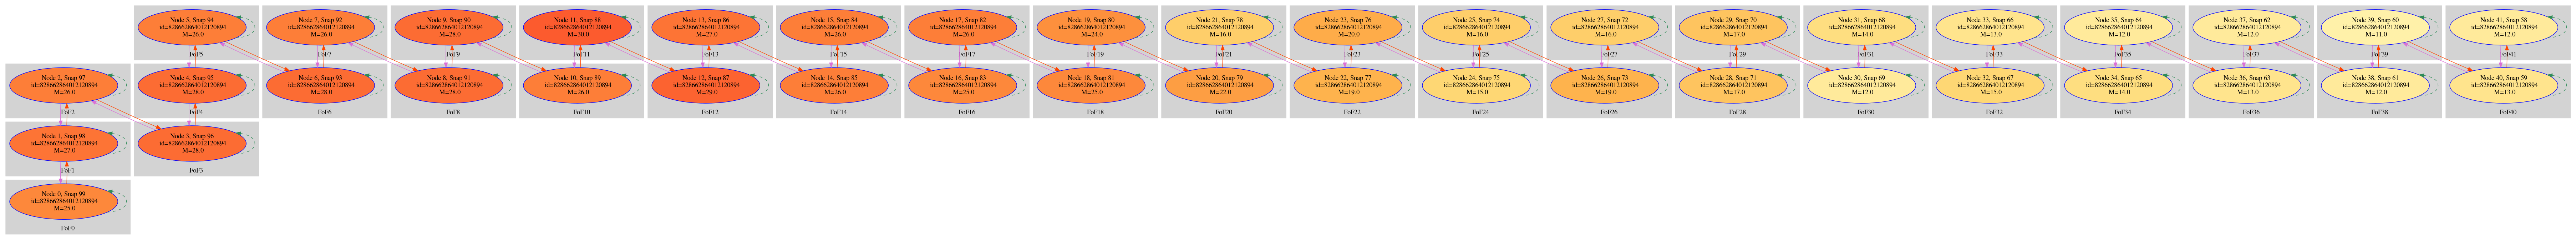 Node 5, Snap 94
id=828662864012120894
M=26.0
FoF5
Node 7, Snap 92
id=828662864012120894
M=26.0
FoF7
Node 9, Snap 90
id=828662864012120894
M=28.0
FoF9
Node 11, Snap 88
id=828662864012120894
M=30.0
FoF11
Node 13, Snap 86
id=828662864012120894
M=27.0
FoF13
Node 15, Snap 84
id=828662864012120894
M=26.0
FoF15
Node 17, Snap 82
id=828662864012120894
M=26.0
FoF17
Node 19, Snap 80
id=828662864012120894
M=24.0
FoF19
Node 21, Snap 78
id=828662864012120894
M=16.0
FoF21
Node 23, Snap 76
id=828662864012120894
M=20.0
FoF23
Node 25, Snap 74
id=828662864012120894
M=16.0
FoF25
Node 27, Snap 72
id=828662864012120894
M=16.0
FoF27
Node 29, Snap 70
id=828662864012120894
M=17.0
FoF29
Node 31, Snap 68
id=828662864012120894
M=14.0
FoF31
Node 33, Snap 66
id=828662864012120894
M=13.0
FoF33
Node 35, Snap 64
id=828662864012120894
M=12.0
FoF35
Node 37, Snap 62
id=828662864012120894
M=12.0
FoF37
Node 39, Snap 60
id=828662864012120894
M=11.0
FoF39
Node 41, Snap 58
id=828662864012120894
M=12.0
FoF41
Node 2, Snap 97
id=828662864012120894
M=26.0
FoF2
Node 4, Snap 95
id=828662864012120894
M=28.0
FoF4
Node 6, Snap 93
id=828662864012120894
M=28.0
FoF6
Node 8, Snap 91
id=828662864012120894
M=26.0
FoF8
Node 10, Snap 89
id=828662864012120894
M=26.0
FoF10
Node 12, Snap 87
id=828662864012120894
M=29.0
FoF12
Node 14, Snap 85
id=828662864012120894
M=26.0
FoF14
Node 16, Snap 83
id=828662864012120894
M=25.0
FoF16
Node 18, Snap 81
id=828662864012120894
M=25.0
FoF18
Node 20, Snap 79
id=828662864012120894
M=22.0
FoF20
Node 22, Snap 77
id=828662864012120894
M=19.0
FoF22
Node 24, Snap 75
id=828662864012120894
M=15.0
FoF24
Node 26, Snap 73
id=828662864012120894
M=19.0
FoF26
Node 28, Snap 71
id=828662864012120894
M=17.0
FoF28
Node 30, Snap 69
id=828662864012120894
M=12.0
FoF30
Node 32, Snap 67
id=828662864012120894
M=15.0
FoF32
Node 34, Snap 65
id=828662864012120894
M=14.0
FoF34
Node 36, Snap 63
id=828662864012120894
M=13.0
FoF36
Node 38, Snap 61
id=828662864012120894
M=12.0
FoF38
Node 40, Snap 59
id=828662864012120894
M=13.0
FoF40
Node 1, Snap 98
id=828662864012120894
M=27.0
FoF1
Node 3, Snap 96
id=828662864012120894
M=28.0
FoF3
Node 0, Snap 99
id=828662864012120894
M=25.0
FoF0